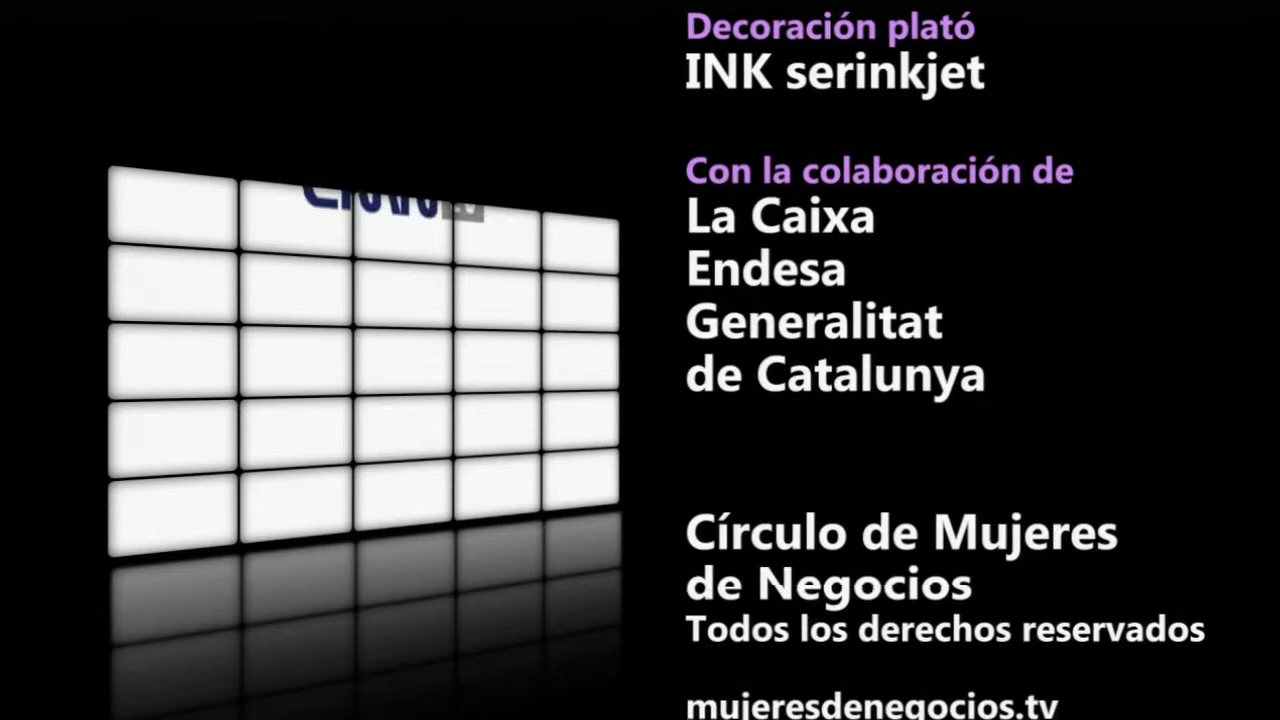 Decoración plató
INK serinkjet
Con la colaboración de
La Caixa
Endesa
Generalitat
de Catalunya
Círculo de Mujeres
de Negocios
Todos los derechos reservados
mujeresdenegocios.tv